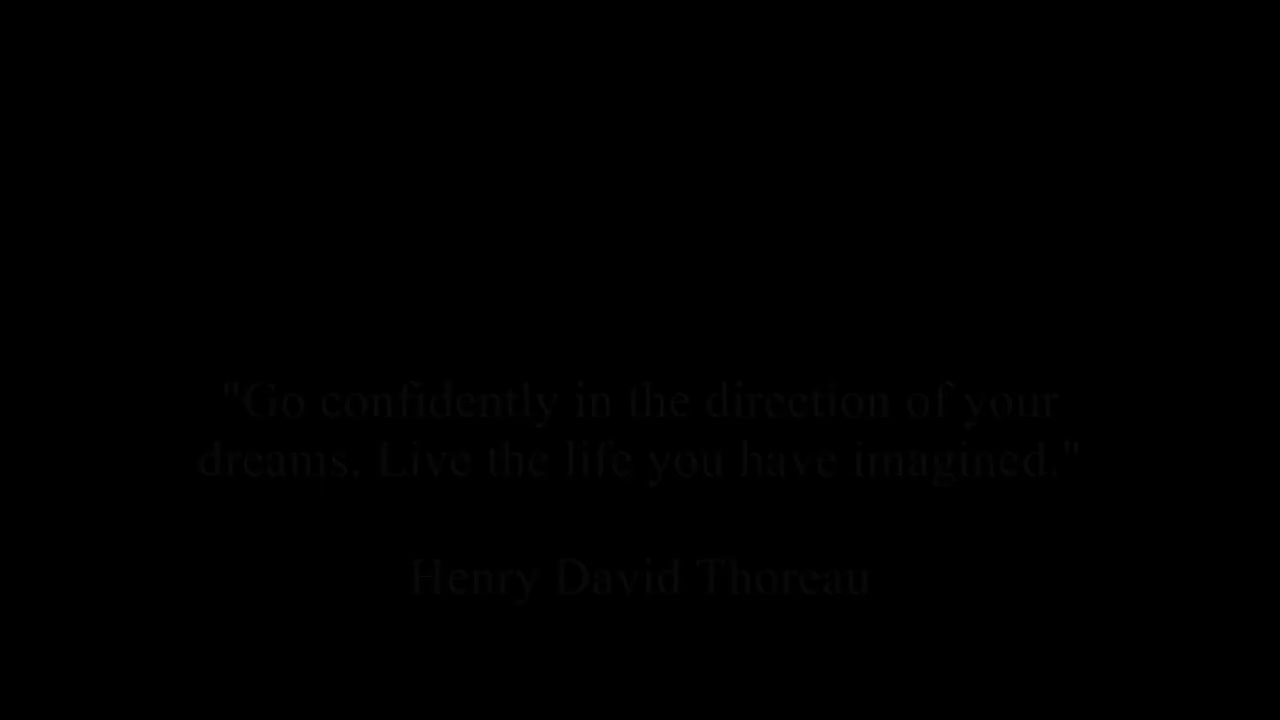 "Go confidently in the direction of your
dreams. Live the life you have imagined."
Henry David Thoreau